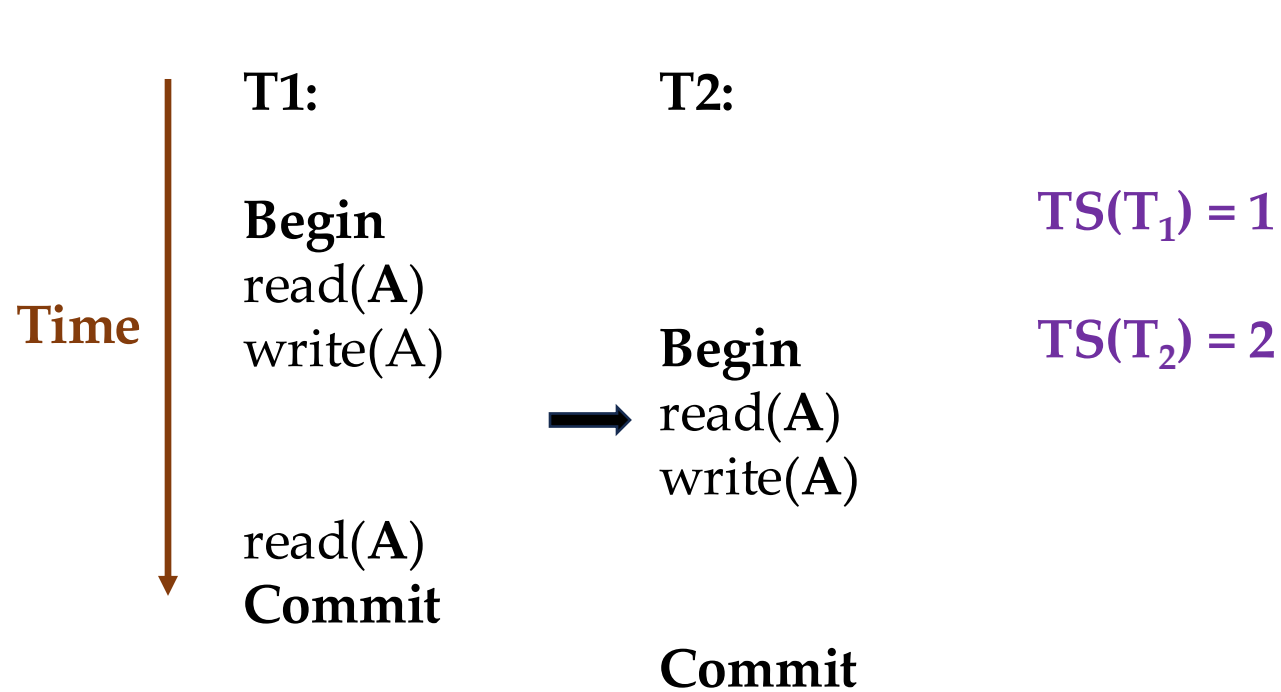 T1:
T2:
Begin
TS(T1) = 1
read(A)
Time
write(A)
Begin
TS(T2) = 2
read(A)
write(A)
read(A)
Commit
Commit